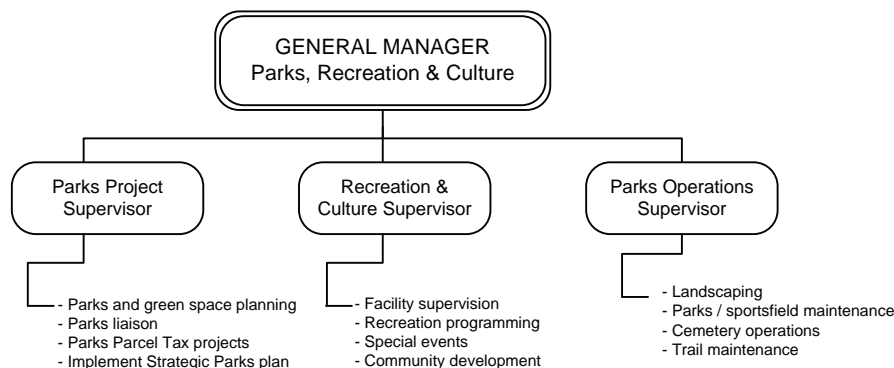 GENERAL MANAGER
Parks, Recreation & Culture
Parks Project
Supervisor
Recreation &
Culture Supervisor
Parks Operations
Supervisor
- Parks and green space planning
- Parks liaison
- Parks Parcel Tax projects
- Implement Strategic Parks plan
- Facility supervision
- Recreation programming
- Special events
- Community development
- Landscaping
- Parks / sportsfield maintenance
- Cemetery operations
- Trail maintenance